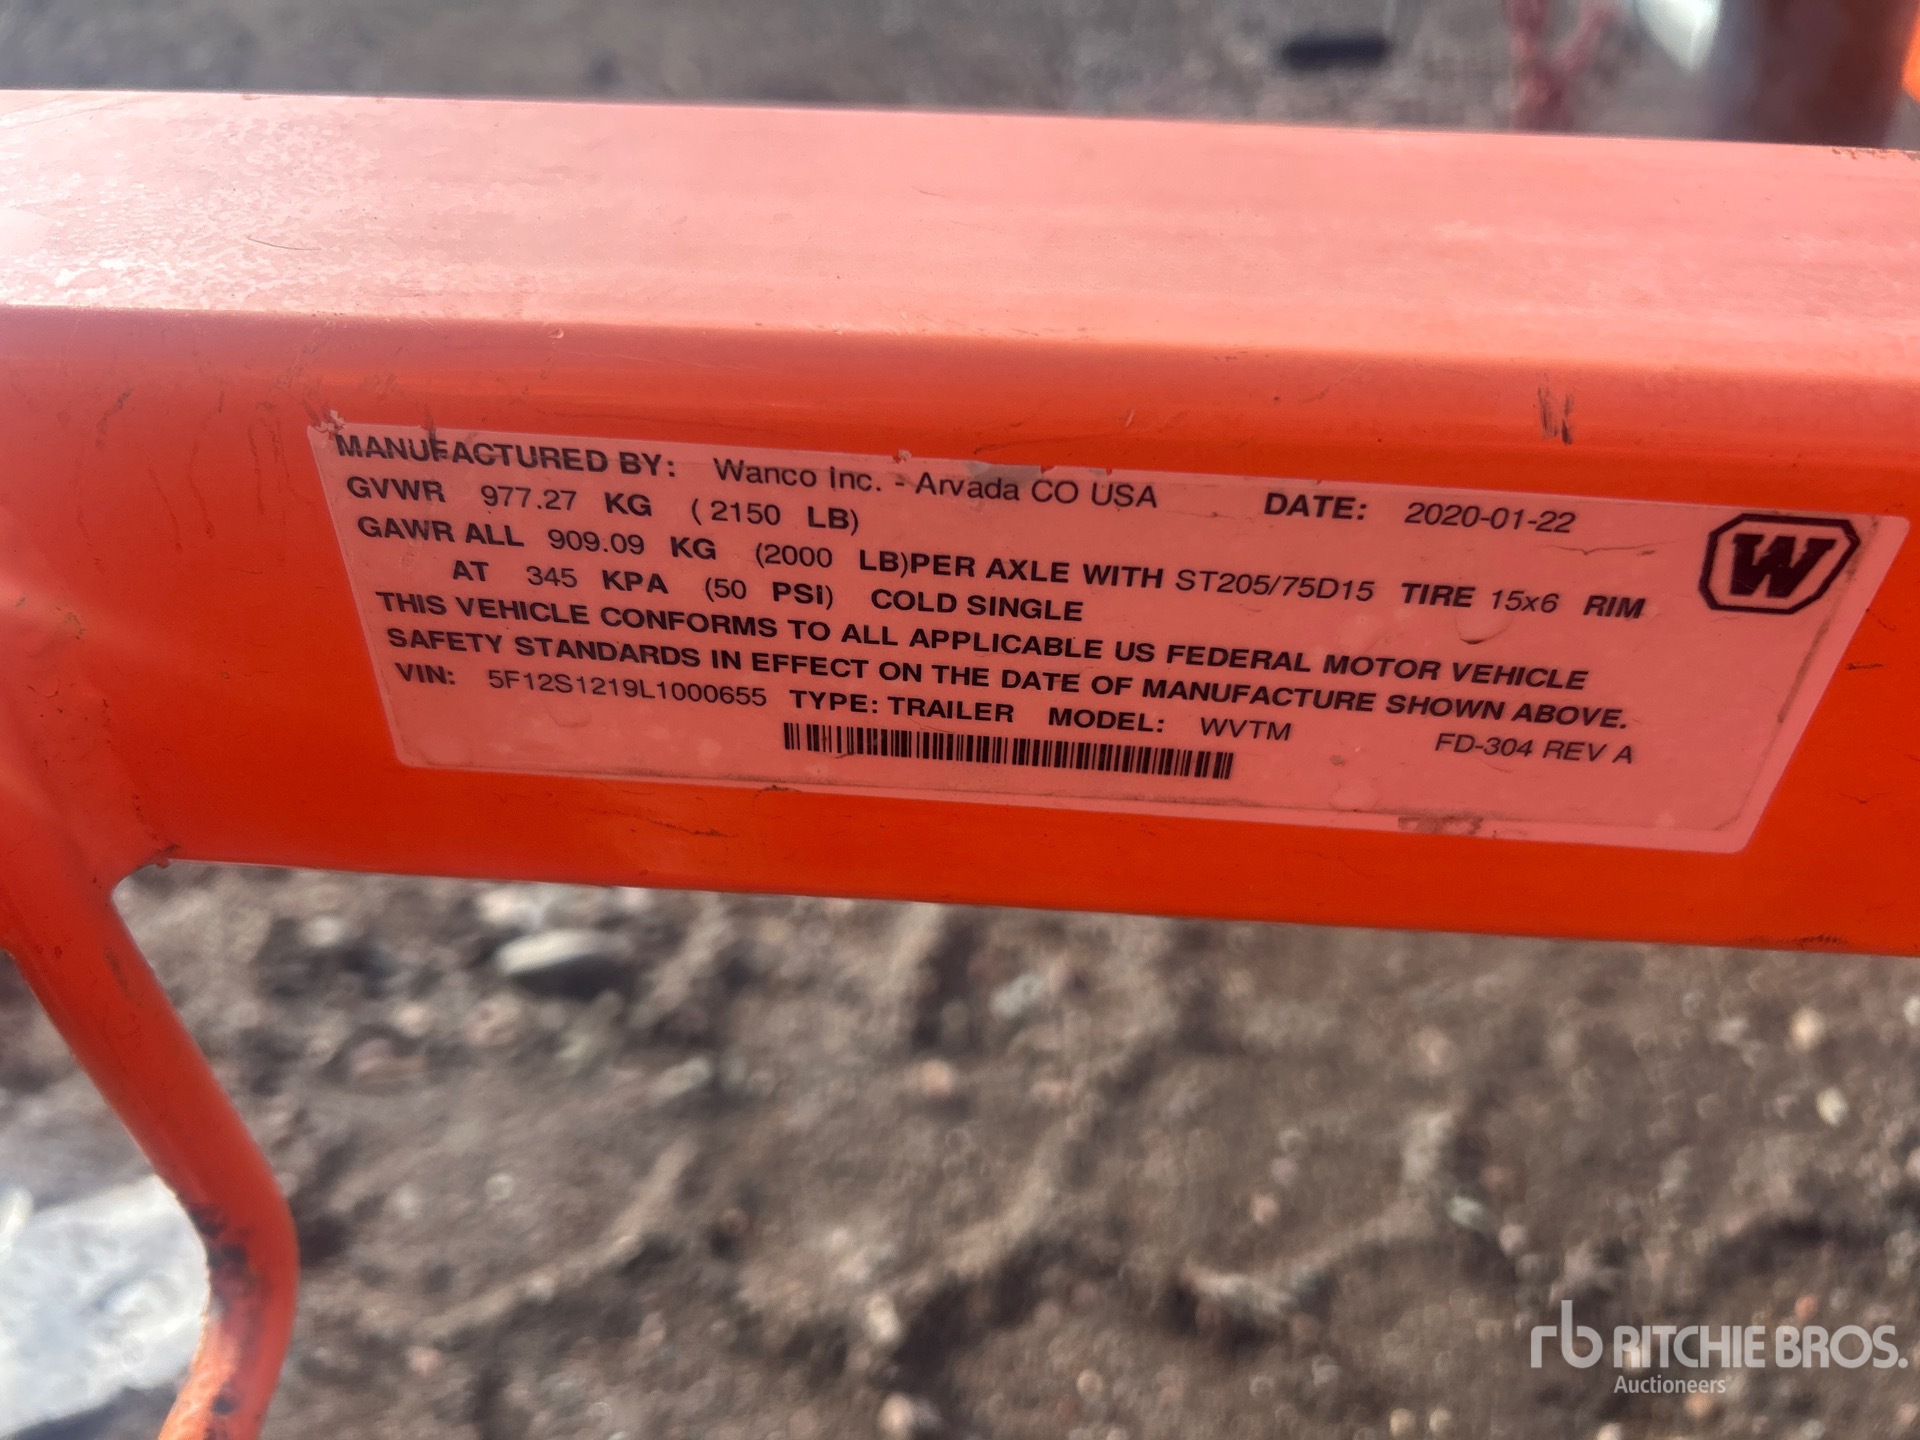 MANUFACTURED BY: Wanco Inc. - Arvada CO USA DATE: 2020-01-22
GVWR 977.27 KG ( 2150 LB)
GAWR ALL 909.09 KG (2000 LB)PER AXLE WITH ST205/75D15 TIRE 15x6 RIM
AT 345 KPA (50 PSI) COLD SINGLE
THIS VEHICLE CONFORMS TO ALL APPLICABLE US FEDERAL MOTOR VEHICLE
SAFETY STANDARDS IN EFFECT ON THE DATE OF MANUFACTURE SHOWN ABOVE.
VIN: 5F12S1219L1000655 TYPE: TRAILER MODEL: WVTM
FD-304 REV A
W
rb RITCHIE BROS.
Auctioneers